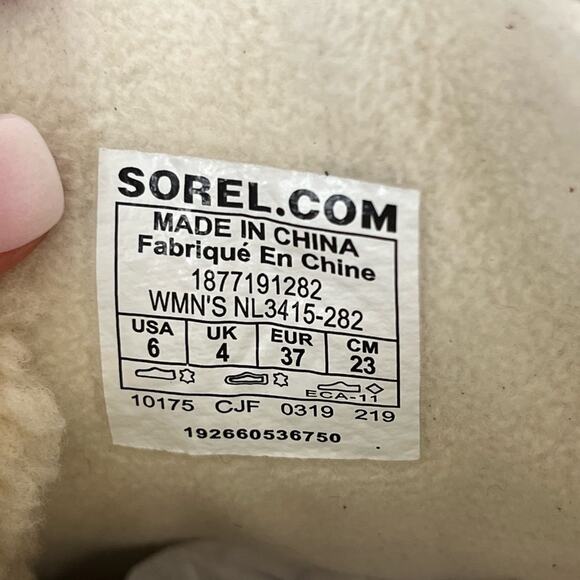 SOREL.COM
MADE IN CHINA
Fabriqué En Chine
1877191282
WMN'S NL3415-282
USA UK EUR CM
6 4 37 23
ECA-11
10175 CJF 0319 219
192660536750